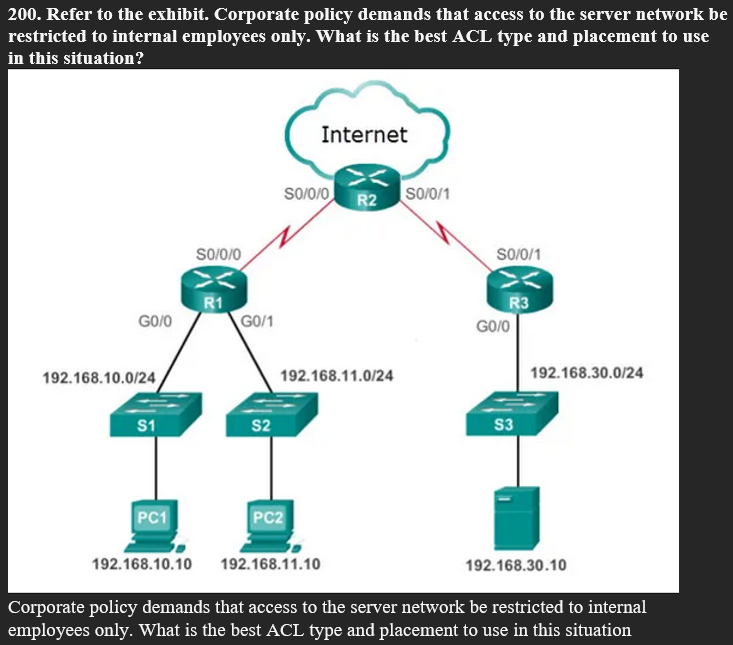 200. Refer to the exhibit. Corporate policy demands that access to the server network be
restricted to internal employees only. What is the best ACL type and placement to use
in this situation?
Internet
S0/0/0
R2
S0/0/1
S0/0/0
S0/0/1
R1
R3
G0/0
G0/1
G0/0
192.168.10.0/24
192.168.11.0/24
192.168.30.0/24
S1
S2
S3
PC1
PC2
192.168.10.10
192.168.11.10
192.168.30.10
Corporate policy demands that access to the server network be restricted to internal
employees only. What is the best ACL type and placement to use in this situation